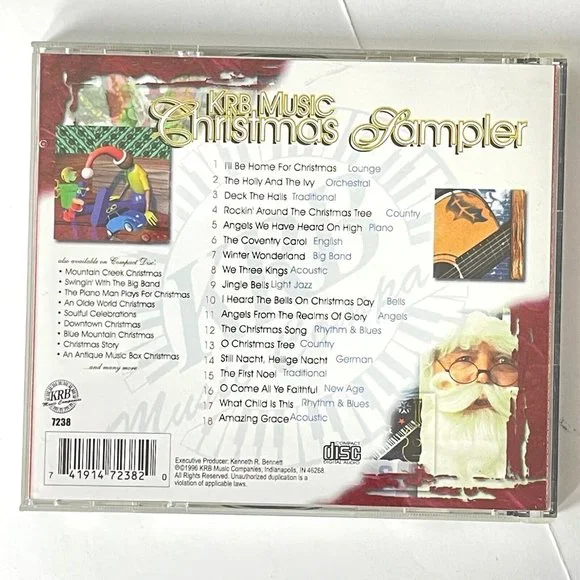 KRB MUSIC
Christmas Sampler
1 I'll Be Home For Christmas Lounge
2 The Holly And The Ivy Orchestral
3 Deck The Halls Traditional
4 Rockin' Around The Christmas Tree Country
5 Angels We Have Heard On High Piano
6 The Coventry Carol English
7 Winter Wonderland Big Band
8 We Three Kings Acoustic
9 Jingle Bells Light Jazz
10 I Heard The Bells On Christmas Day Bells
11 Angels From The Realms Of Glory Angels
12 The Christmas Song Rhythm & Blues
13 O Christmas Tree Country
14 Still Nacht, Heilige Nacht German
15 The First Noel Traditional
16 O Come All Ye Faithful New Age
17 What Child Is This Rhythm & Blues
18 Amazing Grace Acoustic
also available on Compact Disc:
• Mountain Creek Christmas
• Swingin' With The Big Band
• The Piano Man Plays For Christmas
• An Olde World Christmas
• Soulful Celebrations
• Downtown Christmas
• Blue Mountain Christmas
• Christmas Story
• An Antique Music Box Christmas
...and many more
KRB
Music Companies
7238
7 41914 72382 0
Executive Producer: Kenneth R. Bennett
℗©1996 KRB Music Companies, Indianapolis, IN 46268
All Rights Reserved. Unauthorized duplication is a
violation of applicable laws.
COMPACT
disc
DIGITAL AUDIO